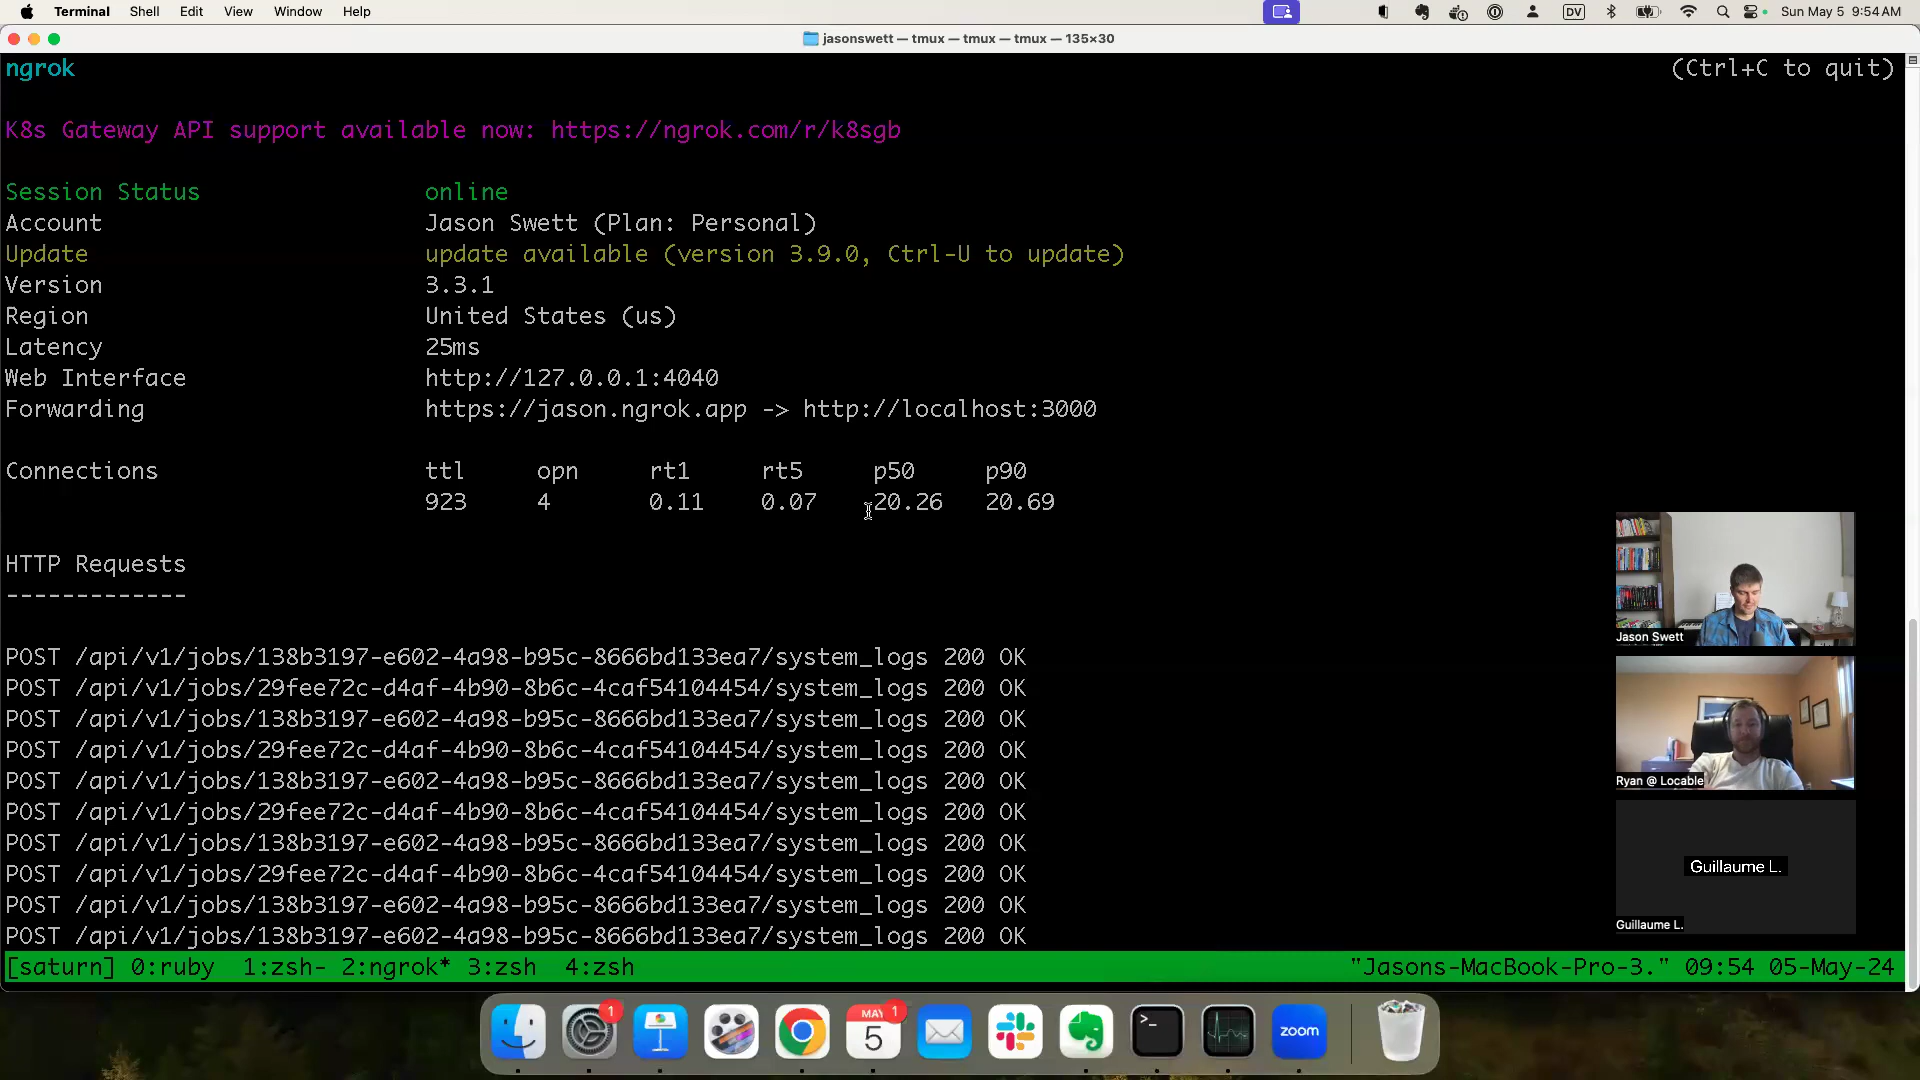 Terminal Shell Edit View Window Help DV Sun May 5 9:54 AM
jasonswett — tmux — tmux — tmux — 135×30
ngrok (Ctrl+C to quit)
K8s Gateway API support available now: https://ngrok.com/r/k8sgb
Session Status online
Account Jason Swett (Plan: Personal)
Update update available (version 3.9.0, Ctrl-U to update)
Version 3.3.1
Region United States (us)
Latency 25ms
Web Interface http://127.0.0.1:4040
Forwarding https://jason.ngrok.app -> http://localhost:3000
Connections ttl opn rt1 rt5 p50 p90
923 4 0.11 0.07 20.26 20.69
HTTP Requests
-------------
POST /api/v1/jobs/138b3197-e602-4a98-b95c-8666bd133ea7/system_logs 200 OK
POST /api/v1/jobs/29fee72c-d4af-4b90-8b6c-4caf54104454/system_logs 200 OK
POST /api/v1/jobs/138b3197-e602-4a98-b95c-8666bd133ea7/system_logs 200 OK
POST /api/v1/jobs/29fee72c-d4af-4b90-8b6c-4caf54104454/system_logs 200 OK
POST /api/v1/jobs/138b3197-e602-4a98-b95c-8666bd133ea7/system_logs 200 OK
POST /api/v1/jobs/29fee72c-d4af-4b90-8b6c-4caf54104454/system_logs 200 OK
POST /api/v1/jobs/138b3197-e602-4a98-b95c-8666bd133ea7/system_logs 200 OK
POST /api/v1/jobs/29fee72c-d4af-4b90-8b6c-4caf54104454/system_logs 200 OK
POST /api/v1/jobs/138b3197-e602-4a98-b95c-8666bd133ea7/system_logs 200 OK
POST /api/v1/jobs/138b3197-e602-4a98-b95c-8666bd133ea7/system_logs 200 OK
[saturn] 0:ruby 1:zsh- 2:ngrok* 3:zsh 4:zsh "Jasons-MacBook-Pro-3." 09:54 05-May-24
Jason Swett
Ryan @ Locable
Guillaume L.
Guillaume L.
1
MAY
5
1
>_
zoom